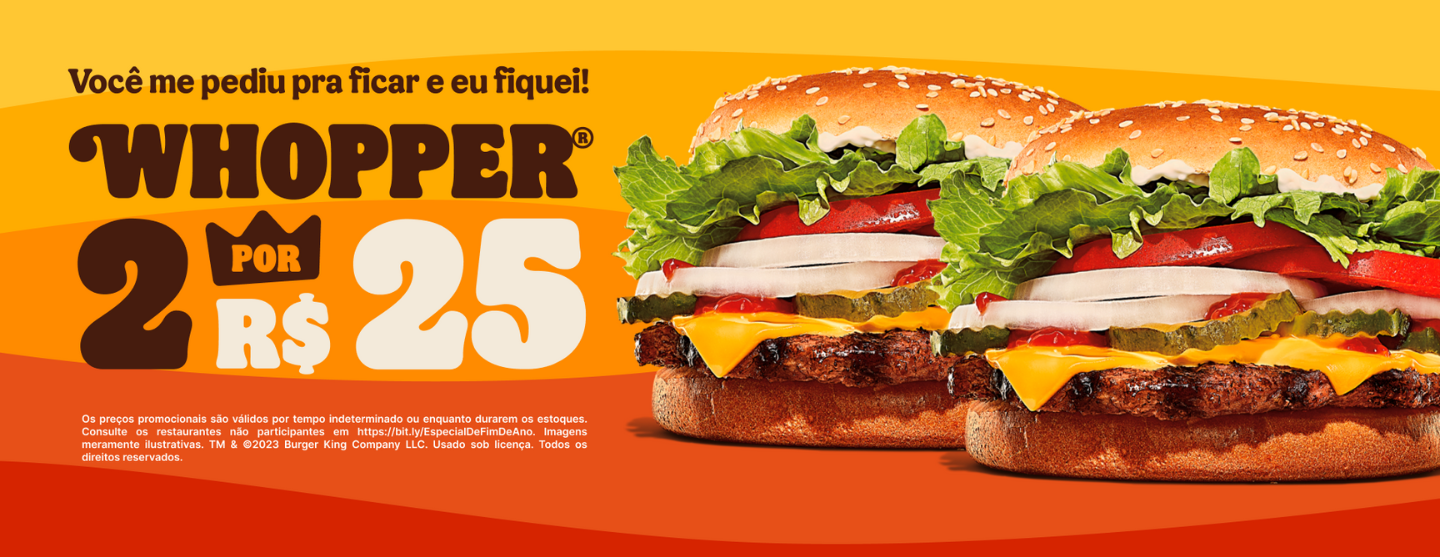 Você me pediu pra ficar e eu fiquei!
WHOPPER®
2 POR R$ 25
Os preços promocionais são válidos por tempo indeterminado ou enquanto durarem os estoques.
Consulte os restaurantes não participantes em https://bit.ly/EspecialDeFimDeAno. Imagens
meramente ilustrativas. TM & ©2023 Burger King Company LLC. Usado sob licença. Todos os
direitos reservados.